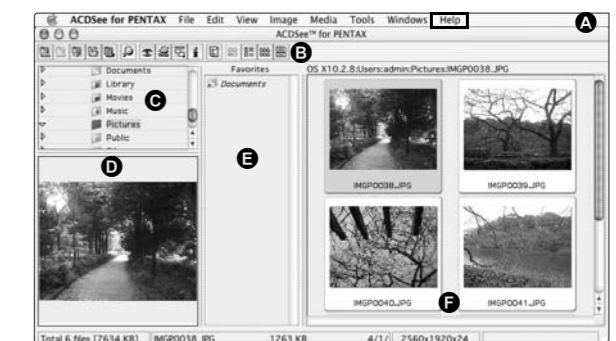 ACDSee for PENTAX File Edit View Image Media Tools Windows Help
A
ACDSee™ for PENTAX
B
Documents
Library
Movies
Music
Pictures
Public
C
Favorites
Documents
E
OS X10.2.8:Users:admin:Pictures:IMGP0038.JPG
IMGP0038.JPG
IMGP0039.JPG
IMGP0040.JPG
IMGP0041.JPG
D
F
Total 6 files [7634 KB] IMGP0038.JPG 1263 KB 4/1/ 2560x1920x24